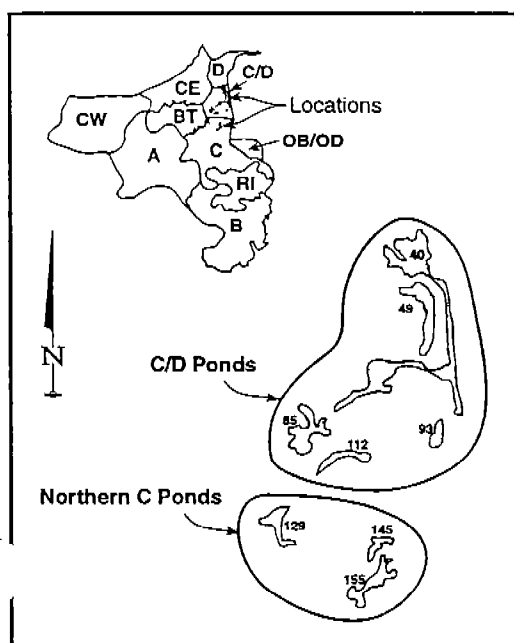 D
C/D
CE
Locations
CW
BT
OB/OD
A
C
RI
B
40
49
N
C/D Ponds
85
93
112
Northern C Ponds
129
145
155